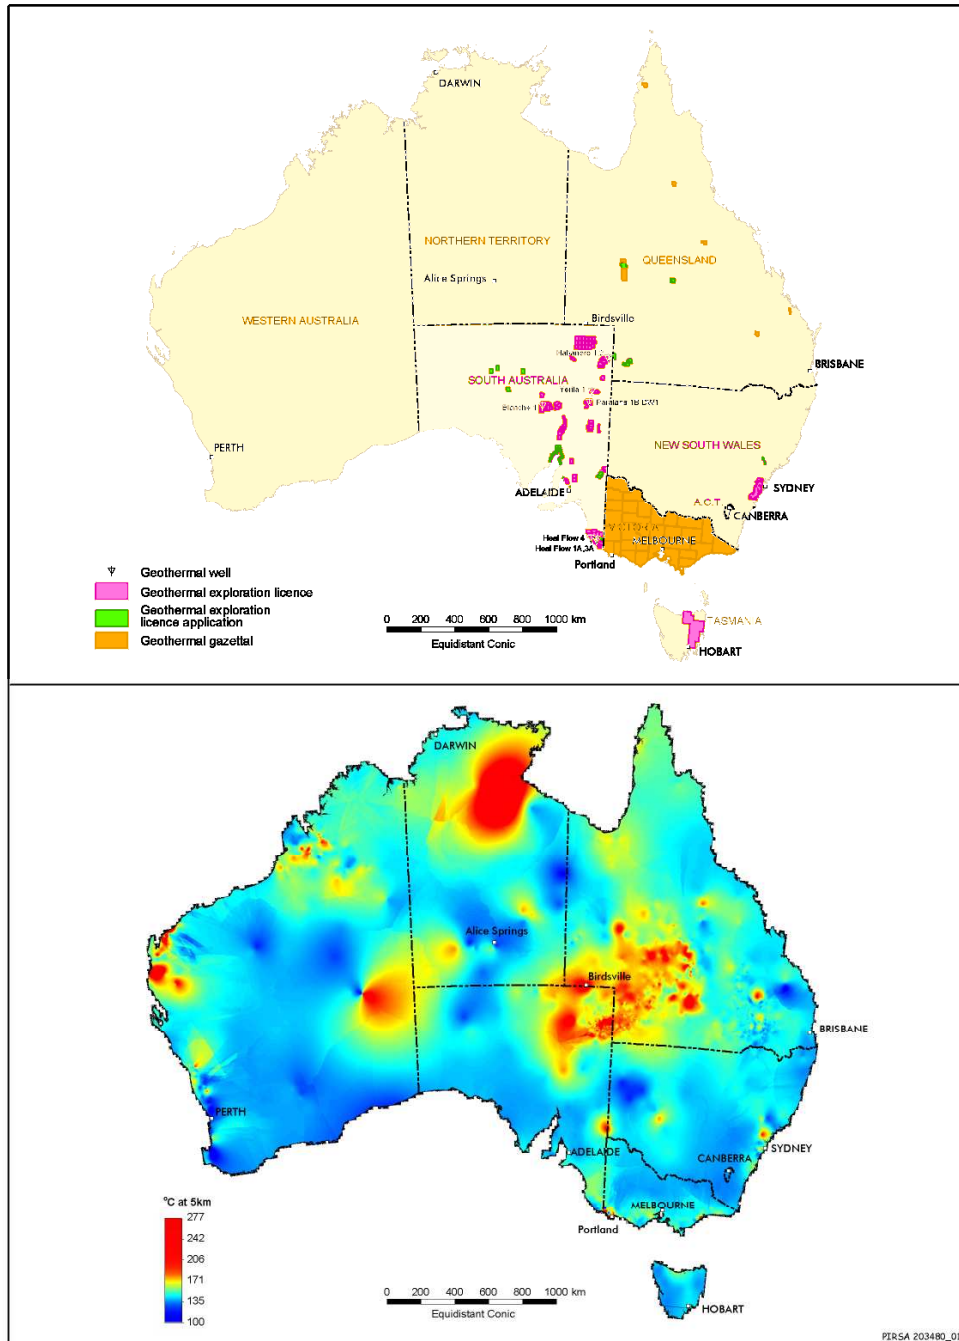 DARWIN
NORTHERN TERRITORY
QUEENSLAND
Alice Springs
WESTERN AUSTRALIA
Birdsville
BRISBANE
SOUTH AUSTRALIA
PERTH
NEW SOUTH WALES
SYDNEY
ADELAIDE
A.C.T.
CANBERRA
VICTORIA
MELBOURNE
Heat Flow 4
Heat Flow 1A,3A
Portland
Geothermal well
Geothermal exploration licence
Geothermal exploration
licence application
Geothermal gazettal
0 200 400 600 800 1000 km
Equidistant Conic
TASMANIA
HOBART
DARWIN
Alice Springs
Birdsville
BRISBANE
PERTH
SYDNEY
ADELAIDE
CANBERRA
MELBOURNE
Portland
°C at 5km
277
242
206
171
135
100
0 200 400 600 800 1000 km
Equidistant Conic
HOBART